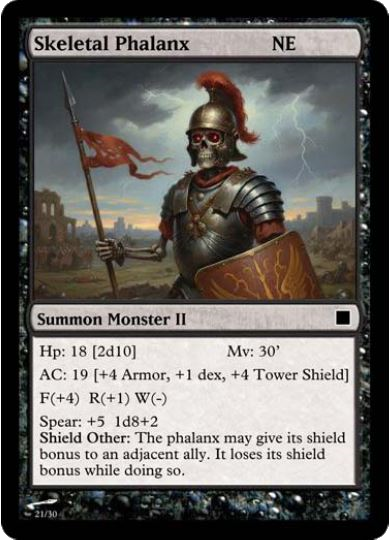 Skeletal Phalanx NE
Summon Monster II
Hp: 18 [2d10] Mv: 30’
AC: 19 [+4 Armor, +1 dex, +4 Tower Shield]
F(+4) R(+1) W(-)
Spear: +5 1d8+2
Shield Other: The phalanx may give its shield
bonus to an adjacent ally. It loses its shield
bonus while doing so.
21/30